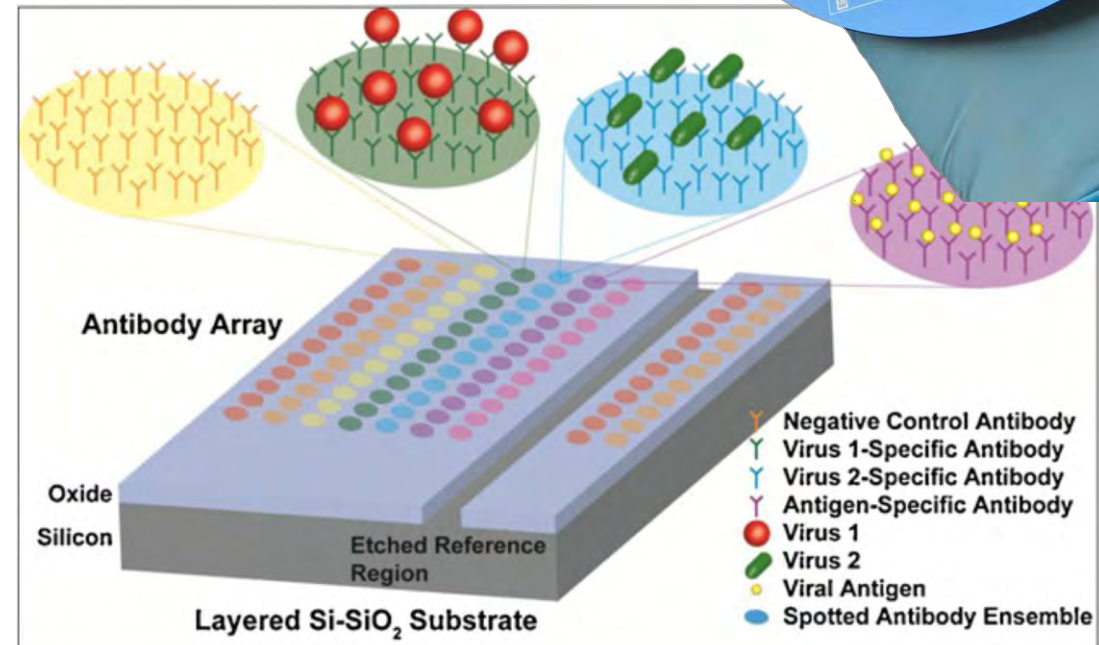 Antibody Array
Oxide
Silicon
Etched Reference
Region
Layered Si-SiO₂ Substrate
Negative Control Antibody
Virus 1-Specific Antibody
Virus 2-Specific Antibody
Antigen-Specific Antibody
Virus 1
Virus 2
Viral Antigen
Spotted Antibody Ensemble